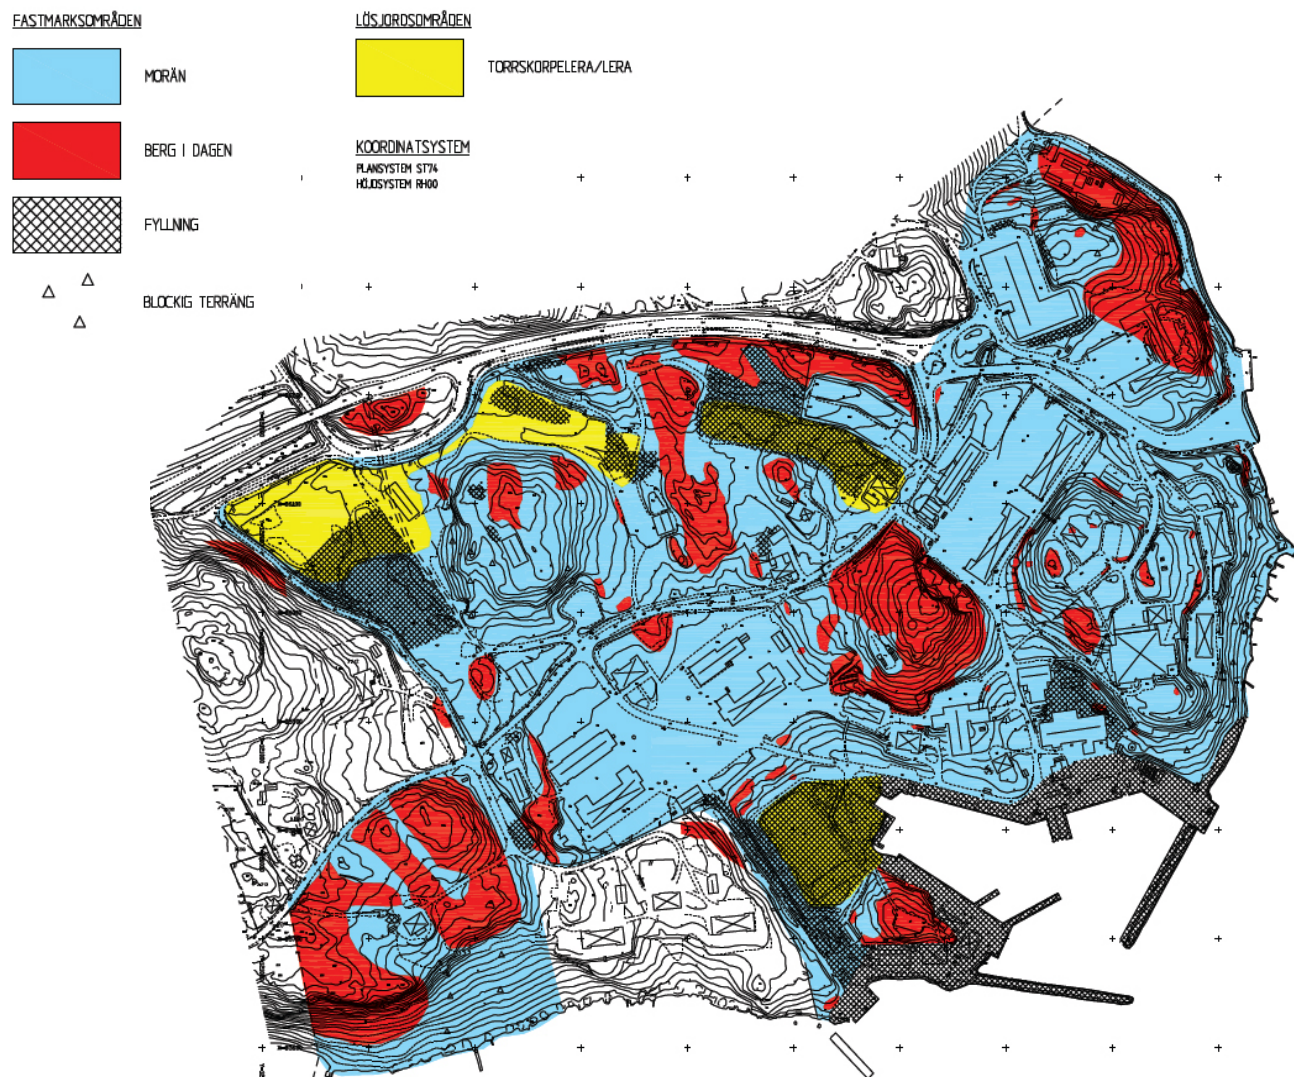 FASTMARKSOMRÅDEN
MORÄN
BERG I DAGEN
FYLLNING
BLOCKIG TERRÄNG
LÖSJORDSOMRÅDEN
TORRSKORPELERA/LERA
KOORDINATSYSTEM
PLANSYSTEM ST74
HÖJDSYSTEM RH00